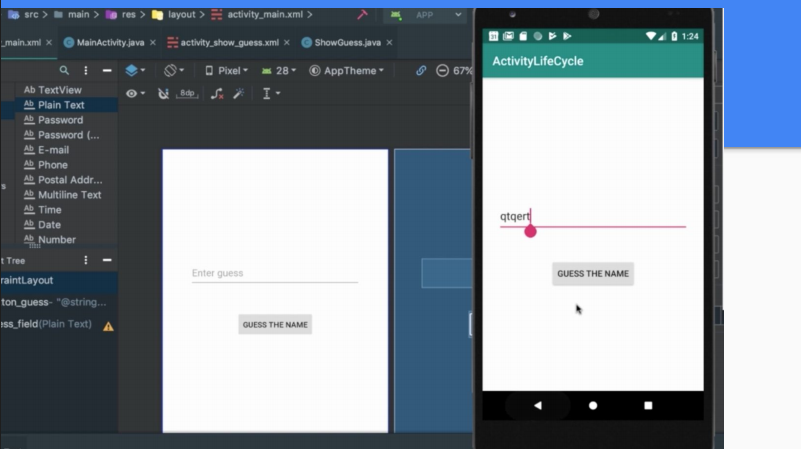 src > main > res > layout > activity_main.xml >
APP
_main.xml × MainActivity.java × activity_show_guess.xml × ShowGuess.java ×
Pixel 28 AppTheme 67%
8dp
Ab TextView
Ab Plain Text
Ab Password
Ab Password (...
Ab E-mail
Ab Phone
Ab Postal Addr...
Ab Multiline Text
Ab Time
Ab Date
Ab Number
t Tree
raintLayout
ton_guess- "@string...
ess_field(Plain Text)
Enter guess
GUESS THE NAME
31 1:24
ActivityLifeCycle
qtqert
GUESS THE NAME